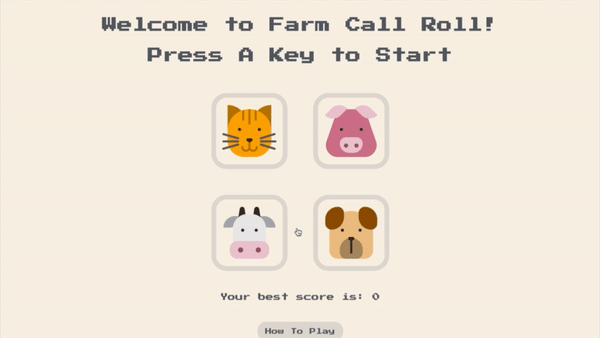 Welcome to Farm Call Roll!
Press A Key to Start
Your best score is: 0
How To Play